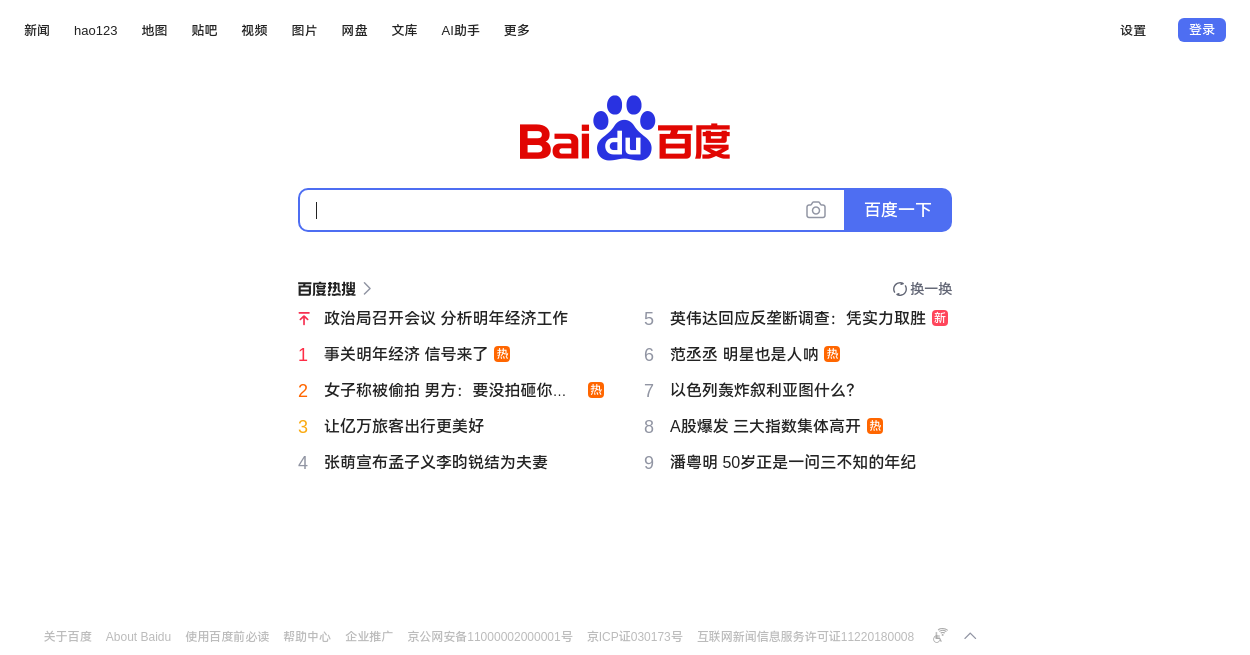 新闻 hao123 地图 贴吧 视频 图片 网盘 文库 AI助手 更多 设置 登录
Bai du 百度
百度一下
百度热搜 换一换
政治局召开会议 分析明年经济工作
1 事关明年经济 信号来了 热
2 女子称被偷拍 男方：要没拍砸你... 热
3 让亿万旅客出行更美好
4 张萌宣布孟子义李昀锐结为夫妻
5 英伟达回应反垄断调查：凭实力取胜 新
6 范丞丞 明星也是人呐 热
7 以色列轰炸叙利亚图什么？
8 A股爆发 三大指数集体高开 热
9 潘粤明 50岁正是一问三不知的年纪
关于百度 About Baidu 使用百度前必读 帮助中心 企业推广 京公网安备11000002000001号 京ICP证030173号 互联网新闻信息服务许可证11220180008